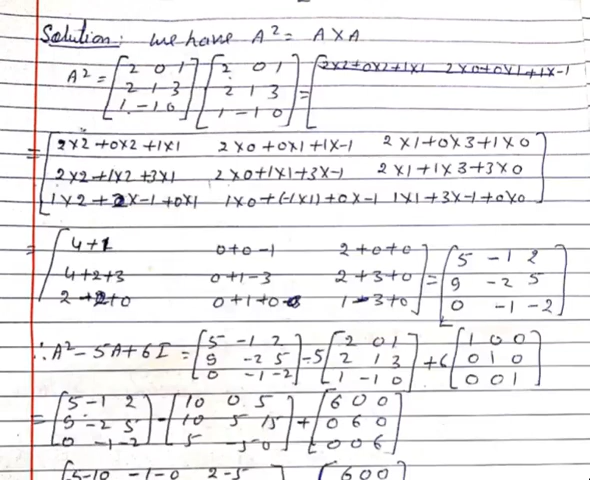 Solution: We have A² = A×A
A² = [2 0 1; 2 1 3; 1 -1 0] [2 0 1; 2 1 3; 1 -1 0] = [2×2+0×2+1×1 2×0+0×1+1×-1
= [2×2+0×2+1×1 2×0+0×1+1×-1 2×1+0×3+1×0
2×2+1×2+3×1 2×0+1×1+3×-1 2×1+1×3+3×0
1×2+2×-1+0×1 1×0+(-1×1)+0×-1 1×1+3×-1+0×0]
= [4+1 0+0-1 2+0+0
4+2+3 0+1-3 2+3+0
2-2+0 0+1+0 1-3+0] = [5 -1 2; 9 -2 5; 0 -1 -2]
∴ A²-5A+6I = [5 -1 2; 9 -2 5; 0 -1 -2] -5 [2 0 1; 2 1 3; 1 -1 0] +6 [1 0 0; 0 1 0; 0 0 1]
= [5 -1 2; 9 -2 5; 0 -1 -2] - [10 0 5; 10 5 15; 5 -5 0] + [6 0 0; 0 6 0; 0 0 6]
[5-10 -1-0 2-5 [6 0 0]